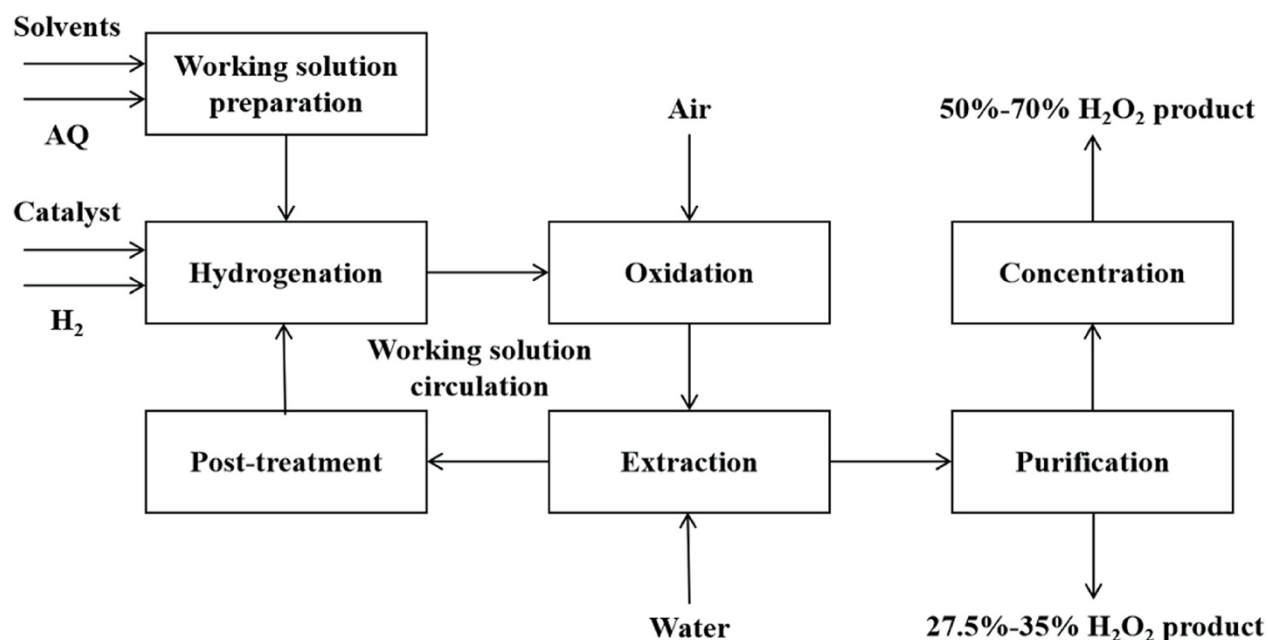 Solvents
Working solution
preparation
AQ
Air
50%-70% H₂O₂ product
Catalyst
Hydrogenation
Oxidation
Concentration
H₂
Working solution
circulation
Post-treatment
Extraction
Purification
Water
27.5%-35% H₂O₂ product